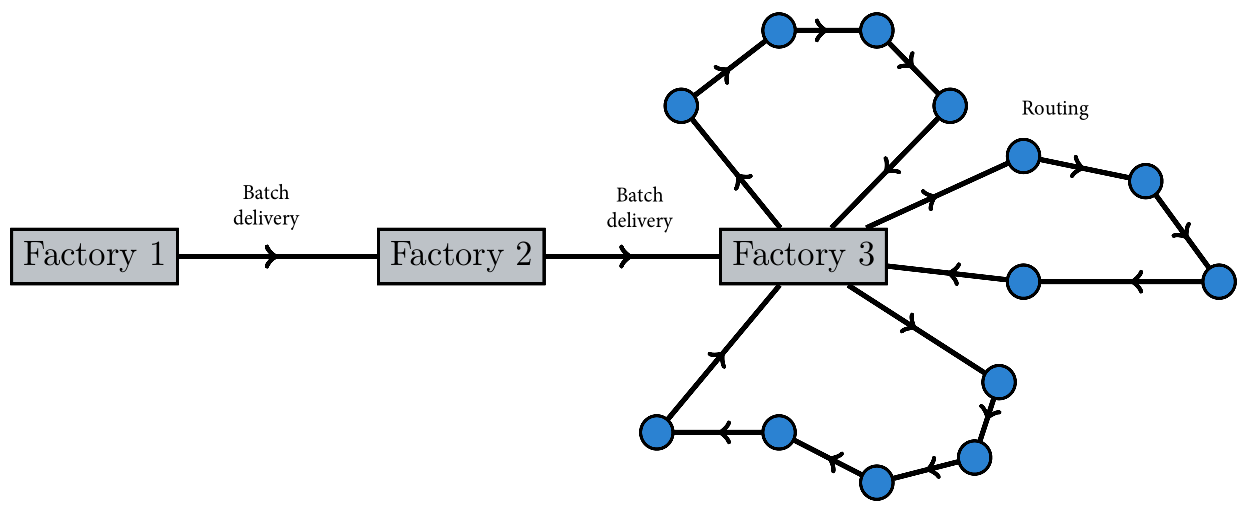 Routing
Batch
delivery
Batch
delivery
Factory 1
Factory 2
Factory 3